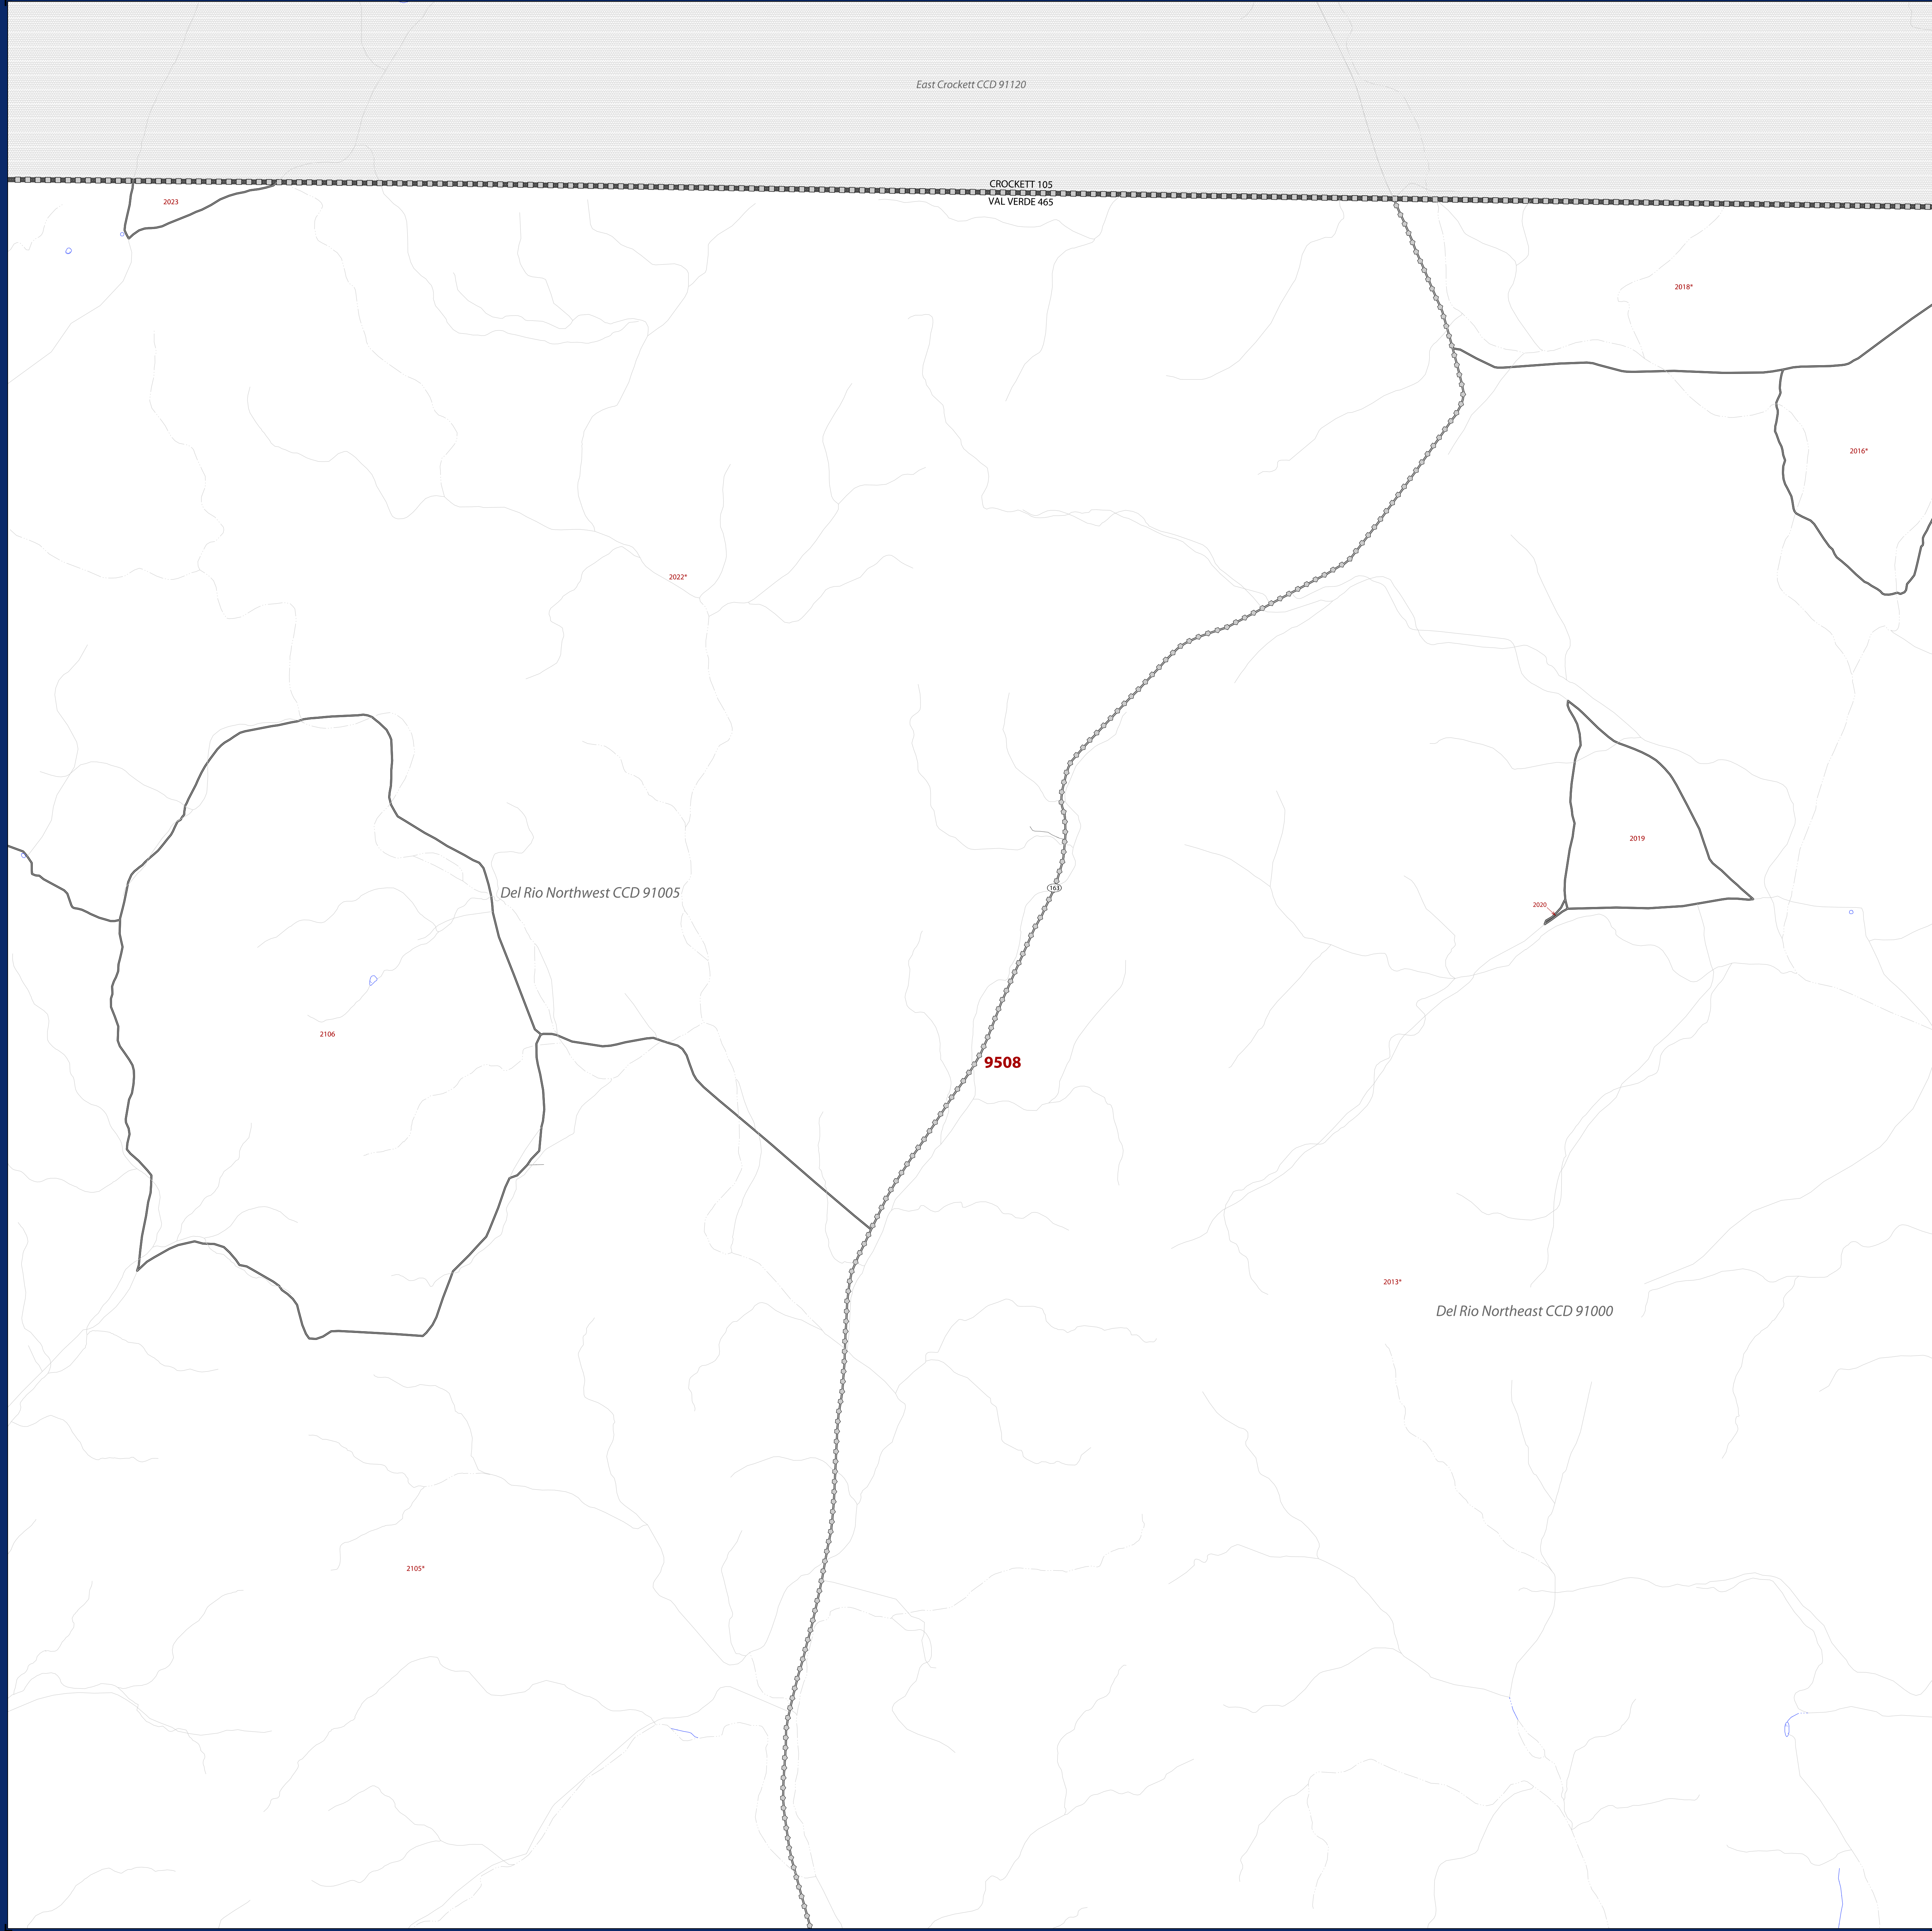 East Crockett CCD 91120
CROCKETT 105
VAL VERDE 465
2023
2018*
2016*
2022*
2019
Del Rio Northwest CCD 91005
163
2020
2106
9508
2013*
Del Rio Northeast CCD 91000
2105*